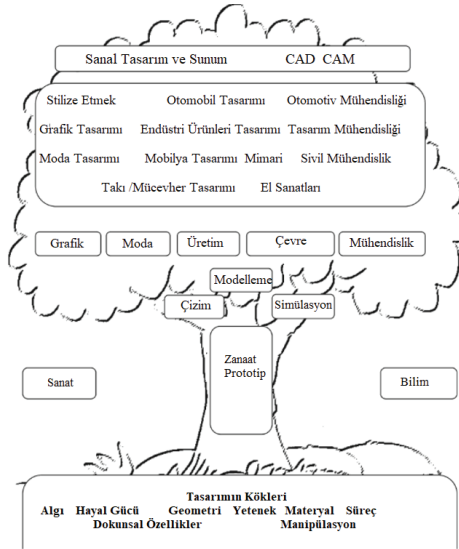 Sanal Tasarım ve Sunum CAD CAM
Stilize Etmek Otomobil Tasarımı Otomotiv Mühendisliği
Grafik Tasarımı Endüstri Ürünleri Tasarımı Tasarım Mühendisliği
Moda Tasarımı Mobilya Tasarımı Mimari Sivil Mühendislik
Takı /Mücevher Tasarımı El Sanatları
Grafik Moda Üretim Çevre Mühendislik
Modelleme
Çizim Simülasyon
Zanaat
Prototip
Sanat Bilim
Tasarımın Kökleri
Algı Hayal Gücü Geometri Yetenek Materyal Süreç
Dokunsal Özellikler Manipülasyon